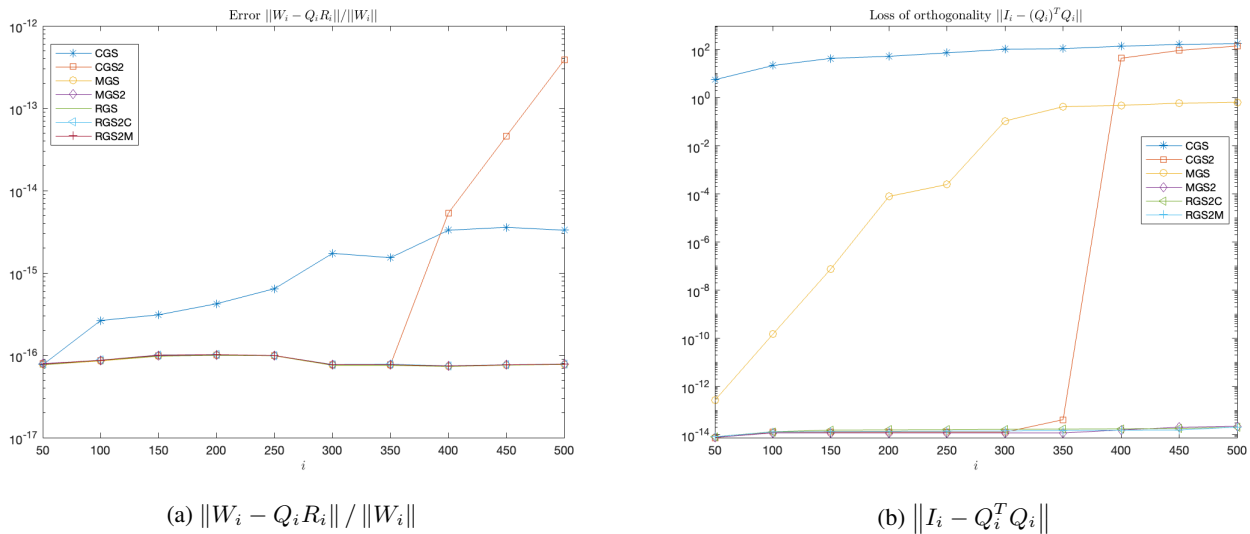 Error $||W_i - Q_i R_i||/||W_i||$
10^{-12}
10^{-13}
10^{-14}
10^{-15}
10^{-16}
10^{-17}
CGS
CGS2
MGS
MGS2
RGS
RGS2C
RGS2M
50 100 150 200 250 300 350 400 450 500
i
(a) $\|W_i - Q_i R_i\| / \|W_i\|$
Loss of orthogonality $||I_i - (Q_i)^T Q_i||$
10^2
10^0
10^{-2}
10^{-4}
10^{-6}
10^{-8}
10^{-10}
10^{-12}
10^{-14}
CGS
CGS2
MGS
MGS2
RGS2C
RGS2M
50 100 150 200 250 300 350 400 450 500
i
(b) $\|I_i - Q_i^T Q_i\|$